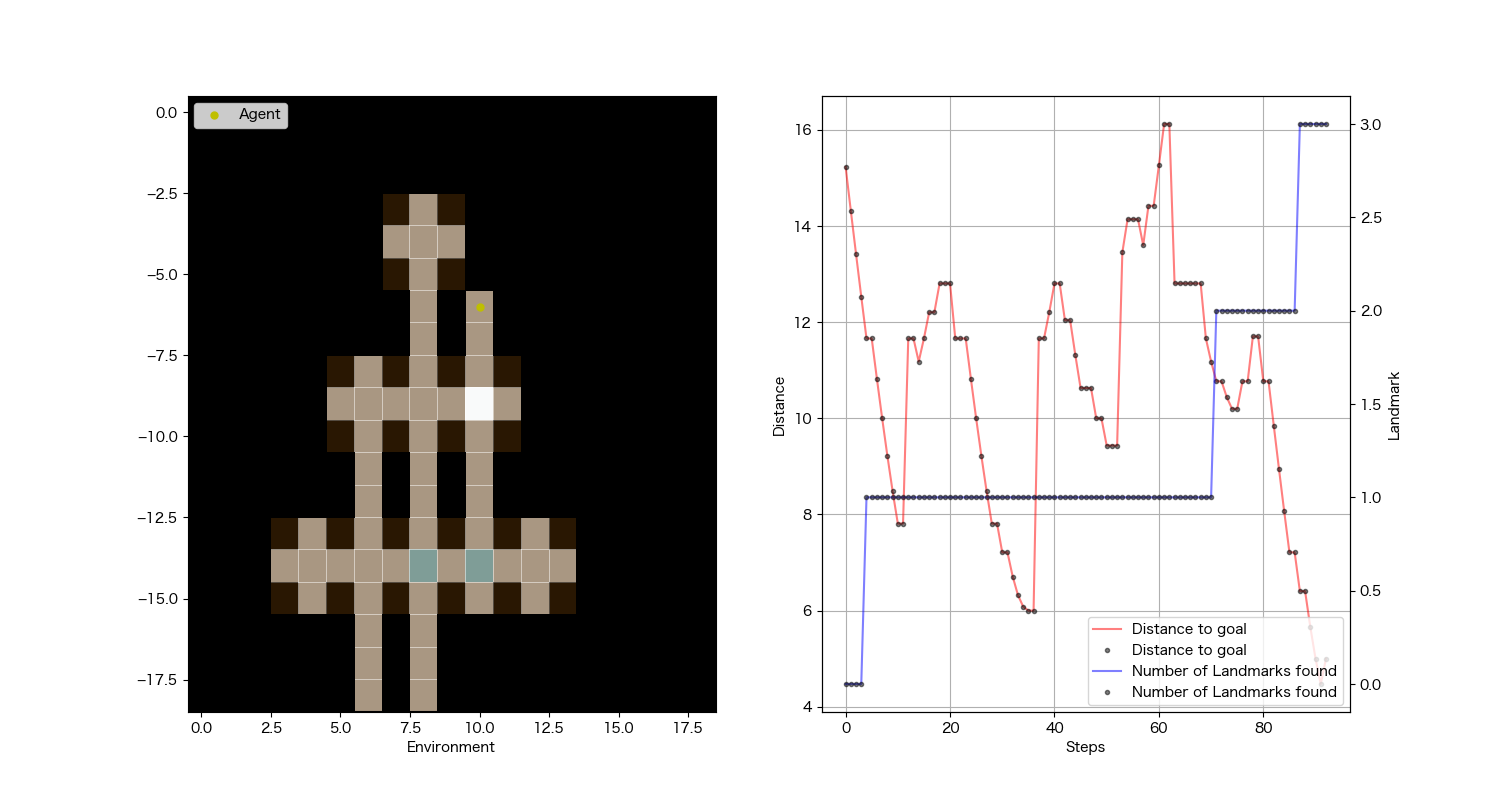 Agent
0.0
−2.5
−5.0
−7.5
−10.0
−12.5
−15.0
−17.5
0.0 2.5 5.0 7.5 10.0 12.5 15.0 17.5
Environment
Distance
16
14
12
10
8
6
4
0 20 40 60 80
Steps
3.0
2.5
2.0
1.5
1.0
0.5
0.0
Landmark
Distance to goal
Distance to goal
Number of Landmarks found
Number of Landmarks found